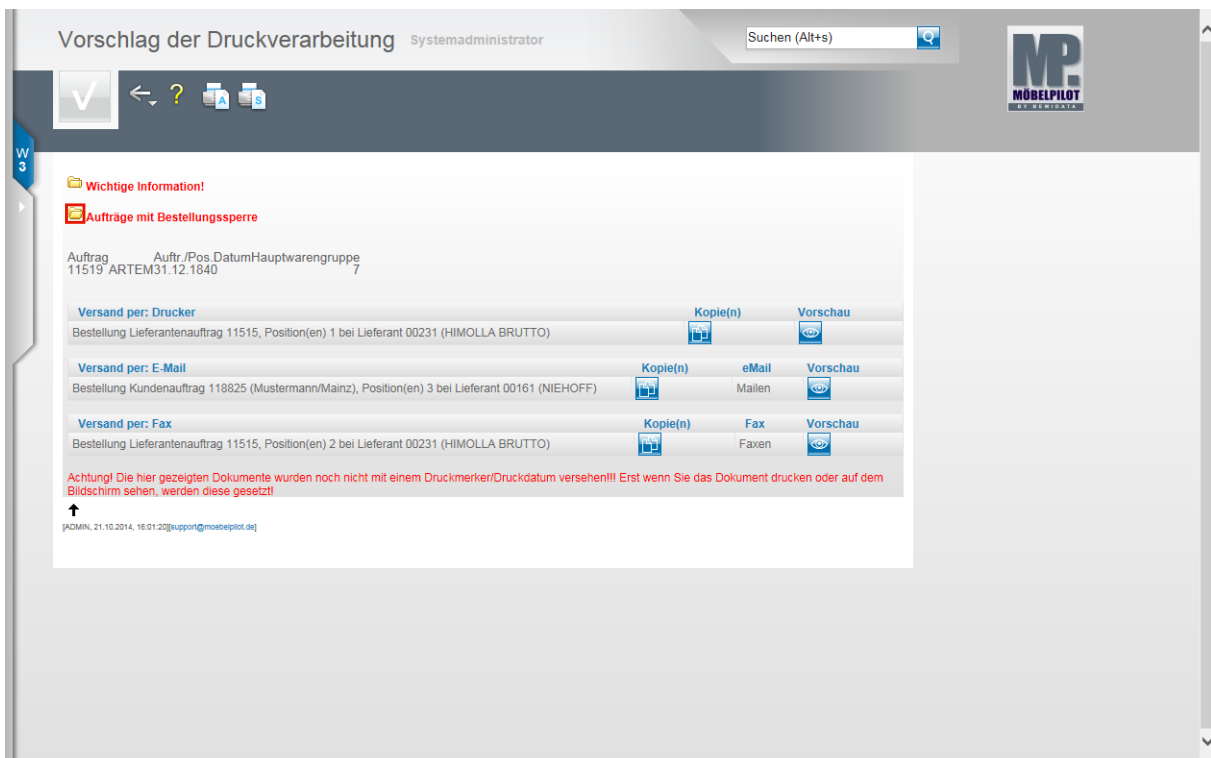 Vorschlag der Druckverarbeitung Systemadministrator Suchen (Alt+s)
MP.
MÖBELPILOT
BY BEMIDATA
? A S
W
3
Wichtige Information!
Aufträge mit Bestellungssperre
Auftrag Auftr./Pos.DatumHauptwarengruppe
11519 ARTEM31.12.1840 7
Versand per: Drucker Kopie(n) Vorschau
Bestellung Lieferantenauftrag 11515, Position(en) 1 bei Lieferant 00231 (HIMOLLA BRUTTO)
Versand per: E-Mail Kopie(n) eMail Vorschau
Bestellung Kundenauftrag 118825 (Mustermann/Mainz), Position(en) 3 bei Lieferant 00161 (NIEHOFF) Mailen
Versand per: Fax Kopie(n) Fax Vorschau
Bestellung Lieferantenauftrag 11515, Position(en) 2 bei Lieferant 00231 (HIMOLLA BRUTTO) Faxen
Achtung! Die hier gezeigten Dokumente wurden noch nicht mit einem Druckmerker/Druckdatum versehen!!! Erst wenn Sie das Dokument drucken oder auf dem
Bildschirm sehen, werden diese gesetzt!
[ADMIN, 21.10.2014, 16:01:20][support@moebelpilot.de]